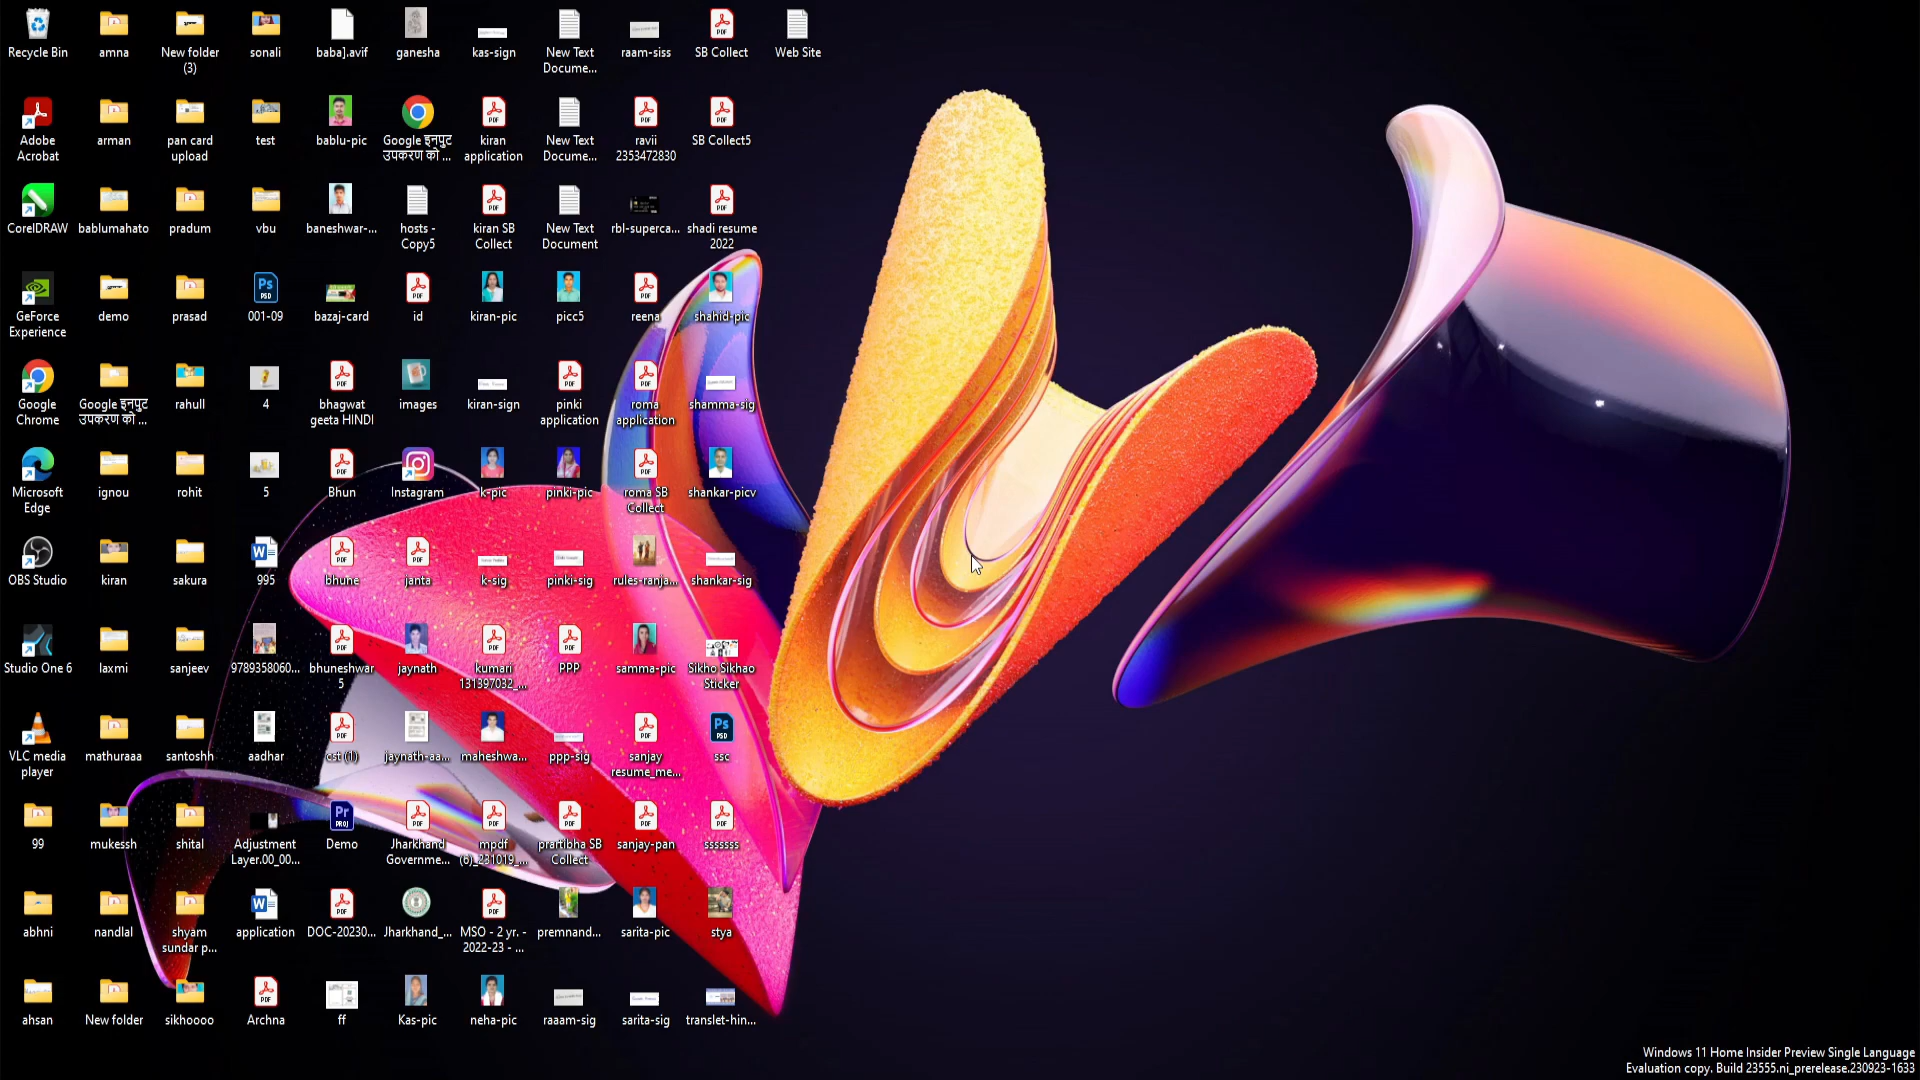 Recycle Bin
amna
New folder
(3)
sonali
baba].avif
ganesha
kas-sign
New Text
Docume...
raam-siss
SB Collect
Web Site
Adobe
Acrobat
arman
pan card
upload
test
bablu-pic
Google इनपुट
उपकरण को ...
kiran
application
New Text
Docume...
ravii
2353472830
SB Collect5
CorelDRAW
bablumahato
pradum
vbu
baneshwar-...
hosts -
Copy5
kiran SB
Collect
New Text
Document
rbl-superca...
shadi resume
2022
GeForce
Experience
demo
prasad
001-09
bazaj-card
id
kiran-pic
picc5
reena
shahid-pic
Google
Chrome
Google इनपुट
उपकरण को ...
rahull
4
bhagwat
geeta HINDI
images
kiran-sign
pinki
application
roma
application
shamma-sig
Microsoft
Edge
ignou
rohit
5
Bhun
Instagram
k-pic
pinki-pic
roma SB
Collect
shankar-picv
OBS Studio
kiran
sakura
995
bhune
janta
k-sig
pinki-sig
rules-ranja...
shankar-sig
Studio One 6
laxmi
sanjeev
9789358060...
bhuneshwar
5
jaynath
kumari
131397032_...
PPP
samma-pic
Sikho Sikhao
Sticker
VLC media
player
mathuraaa
santoshh
aadhar
cst (1)
jaynath-aa...
maheshwa...
ppp-sig
sanjay
resume_me...
ssc
99
mukessh
shital
Adjustment
Layer.00_00...
Demo
Jharkhand
Governme...
mpdf
(6)_231019_...
prartibha SB
Collect
sanjay-pan
sssssss
abhni
nandlal
shyam
sundar p...
application
DOC-20230...
Jharkhand_...
MSO - 2 yr. -
2022-23 - ...
premnand...
sarita-pic
stya
ahsan
New folder
sikhoooo
Archna
ff
Kas-pic
neha-pic
raaam-sig
sarita-sig
translet-hin...
Windows 11 Home Insider Preview Single Language
Evaluation copy. Build 23555.ni_prerelease.230923-1633